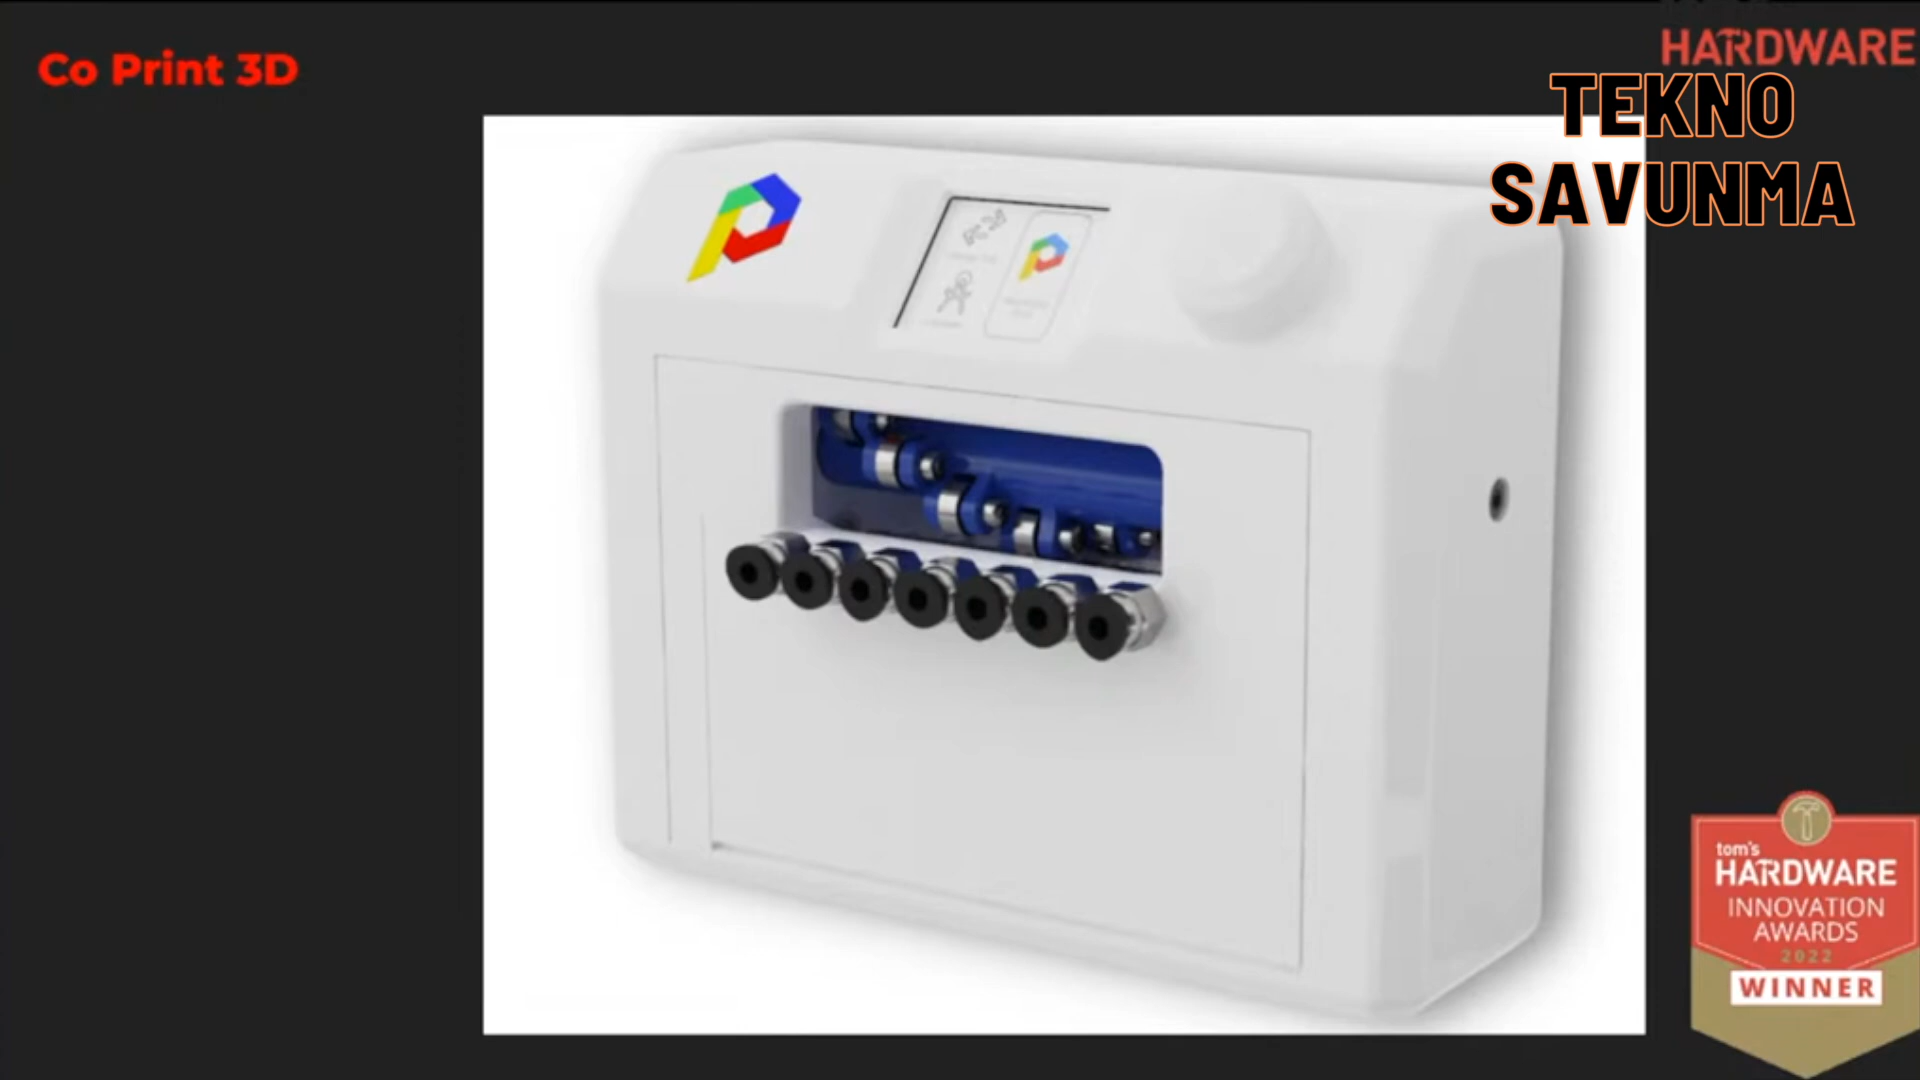 Co Print 3D
HARDWARE
TEKNO
SAVUNMA
tom's
HARDWARE
INNOVATION
AWARDS
2022
WINNER